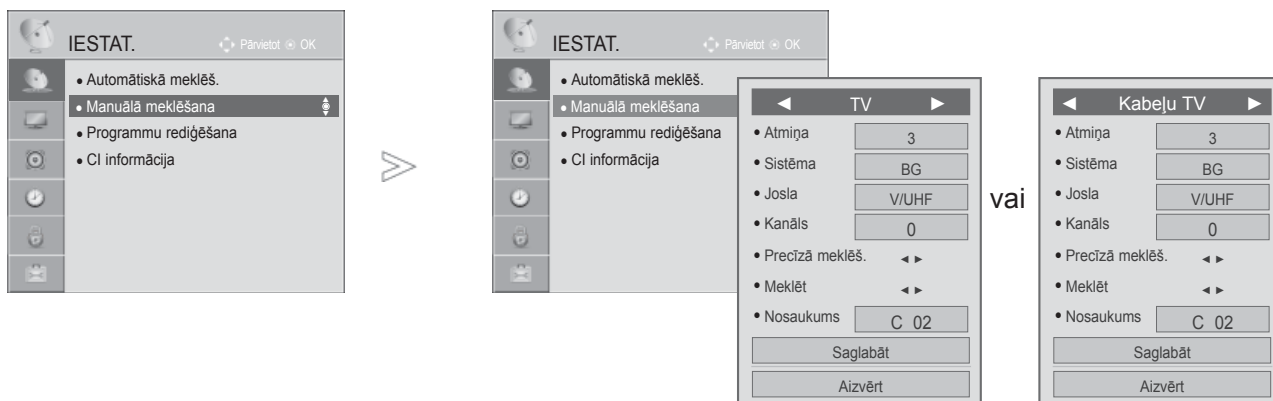 IESTAT.
Pārvietot OK
• Automātiskā meklēš.
• Manuālā meklēšana
• Programmu rediģēšana
• CI informācija
IESTAT.
Pārvietot OK
• Automātiskā meklēš.
• Manuālā meklēšana
• Programmu rediģēšana
• CI informācija
◄ TV ►
• Atmiņa 3
• Sistēma BG
• Josla V/UHF
• Kanāls 0
• Precīzā meklēš. ◄ ►
• Meklēt ◄ ►
• Nosaukums C 02
Saglabāt
Aizvērt
vai
◄ Kabeļu TV ►
• Atmiņa 3
• Sistēma BG
• Josla V/UHF
• Kanāls 0
• Precīzā meklēš. ◄ ►
• Meklēt ◄ ►
• Nosaukums C 02
Saglabāt
Aizvērt